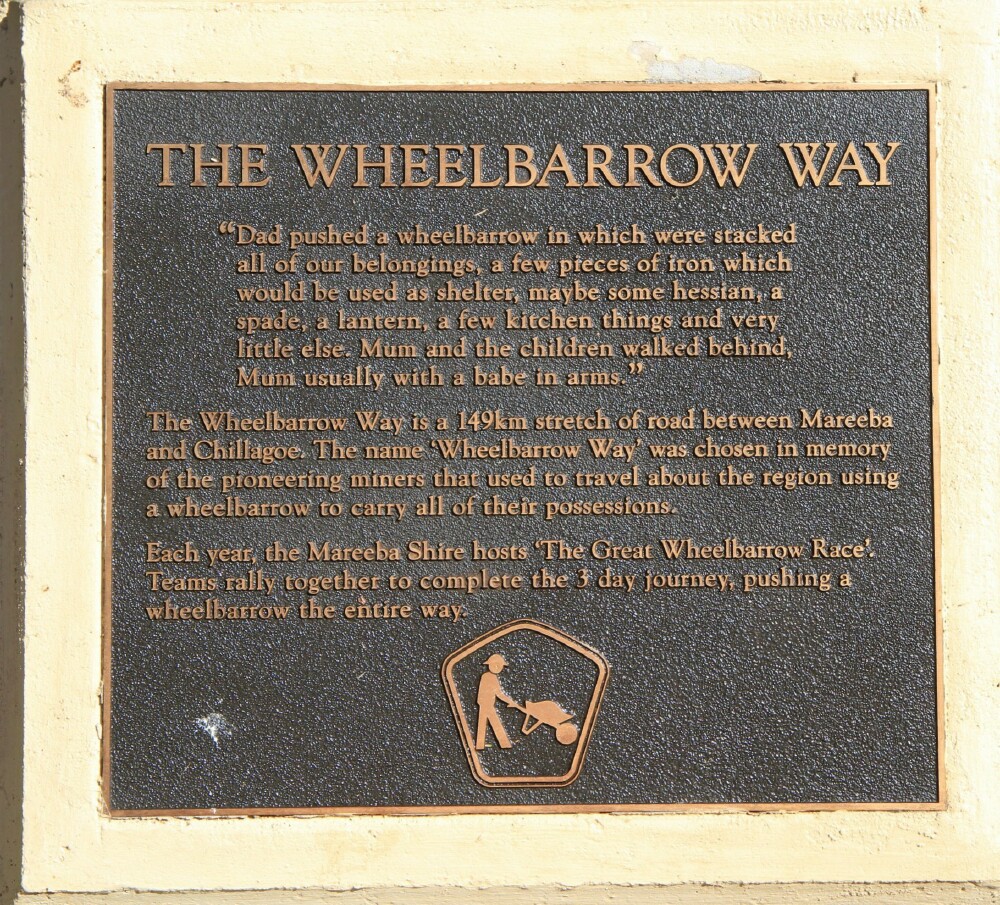 THE WHEELBARROW WAY
“Dad pushed a wheelbarrow in which were stacked
all of our belongings, a few pieces of iron which
would be used as shelter, maybe some hessian, a
spade, a lantern, a few kitchen things and very
little else. Mum and the children walked behind,
Mum usually with a babe in arms.”
The Wheelbarrow Way is a 149km stretch of road between Mareeba
and Chillagoe. The name ‘Wheelbarrow Way’ was chosen in memory
of the pioneering miners that used to travel about the region using
a wheelbarrow to carry all of their possessions.
Each year, the Mareeba Shire hosts ‘The Great Wheelbarrow Race’.
Teams rally together to complete the 3 day journey, pushing a
wheelbarrow the entire way.